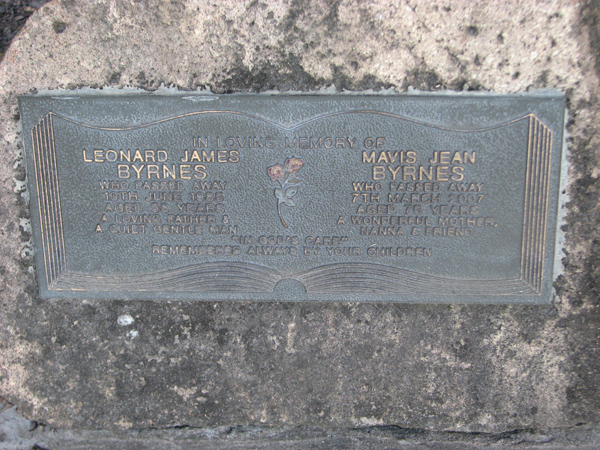 IN LOVING MEMORY OF
LEONARD JAMES
BYRNES
WHO PASSED AWAY
JUNE
AGED YEARS
A LOVING FATHER &
A QUIET GENTLE MAN
MAVIS JEAN
BYRNES
WHO PASSED AWAY
7TH MARCH 2007
AGED YEARS
A WONDERFUL MOTHER,
NANNA & FRIEND
"IN GOD'S CARE"
REMEMBERED ALWAYS BY YOUR CHILDREN